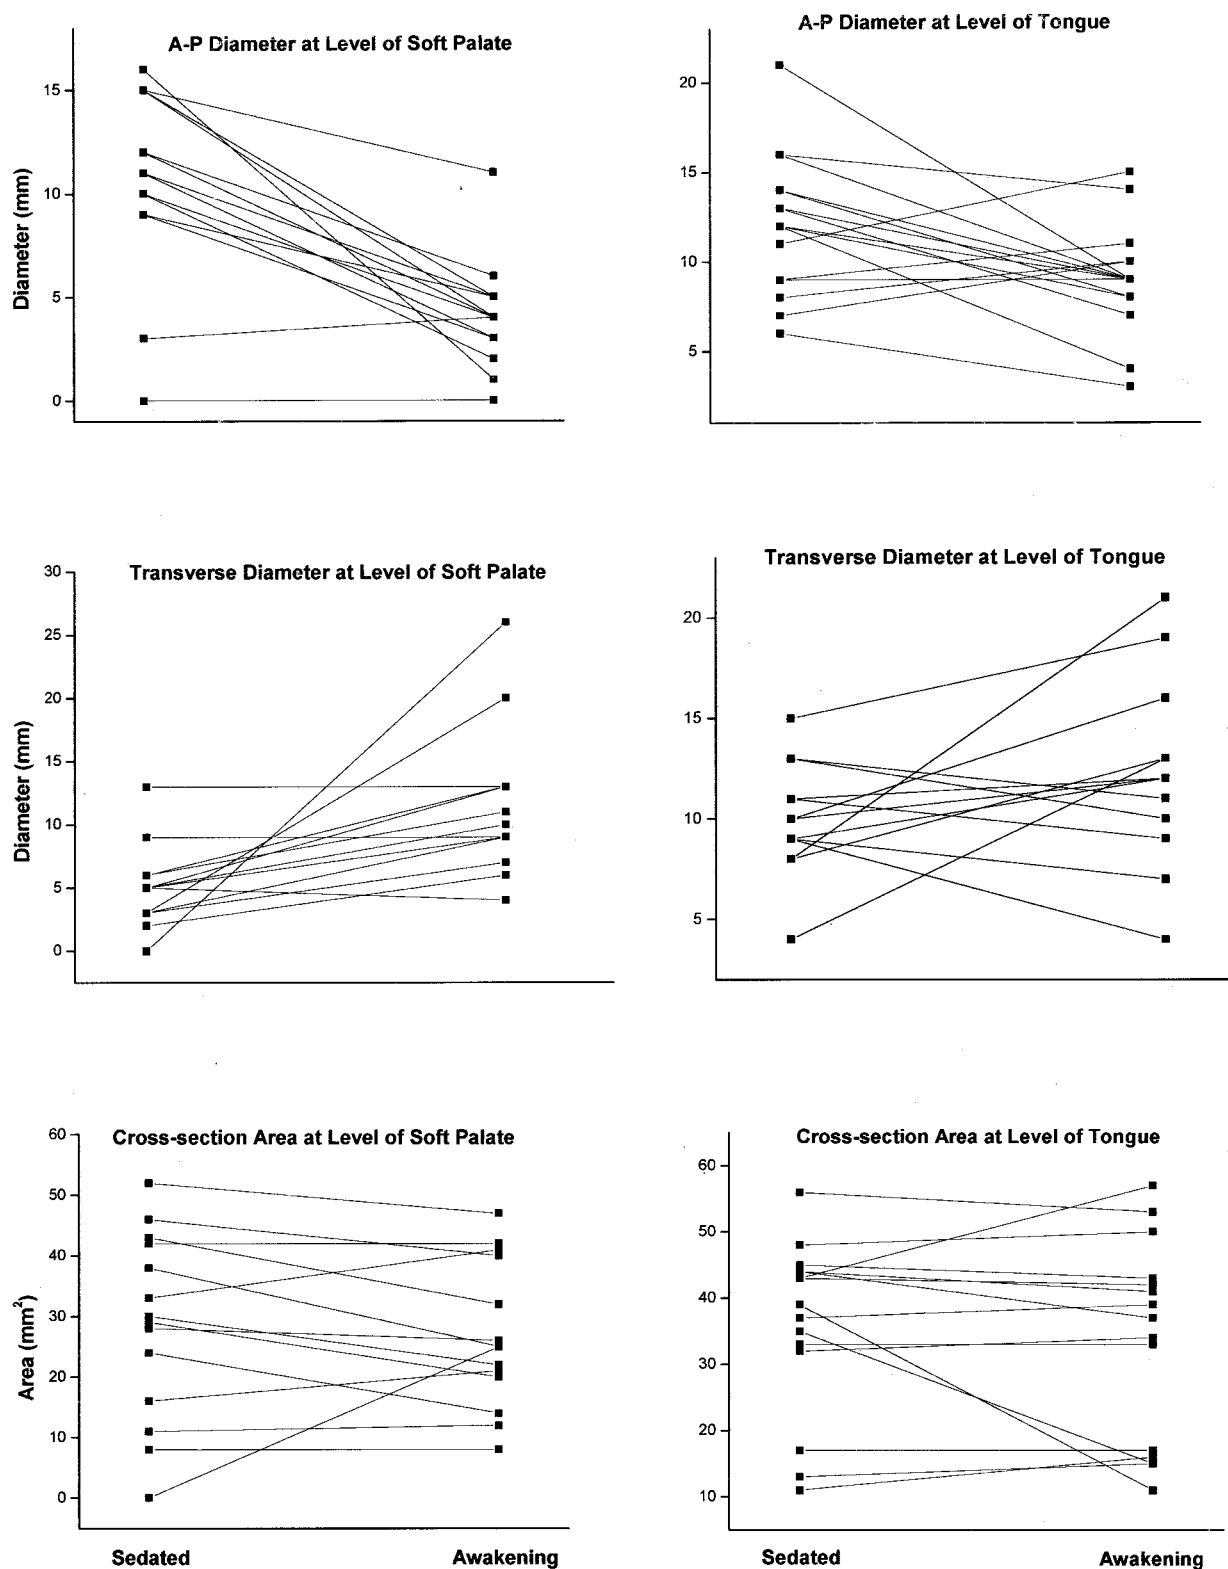 A-P Diameter at Level of Soft Palate
15
10
5
0
Diameter (mm)
A-P Diameter at Level of Tongue
20
15
10
5
Transverse Diameter at Level of Soft Palate
30
25
20
15
10
5
0
Diameter (mm)
Transverse Diameter at Level of Tongue
20
15
10
5
Cross-section Area at Level of Soft Palate
60
50
40
30
20
10
0
Area (mm²)
Sedated Awakening
Cross-section Area at Level of Tongue
60
50
40
30
20
10
Sedated Awakening